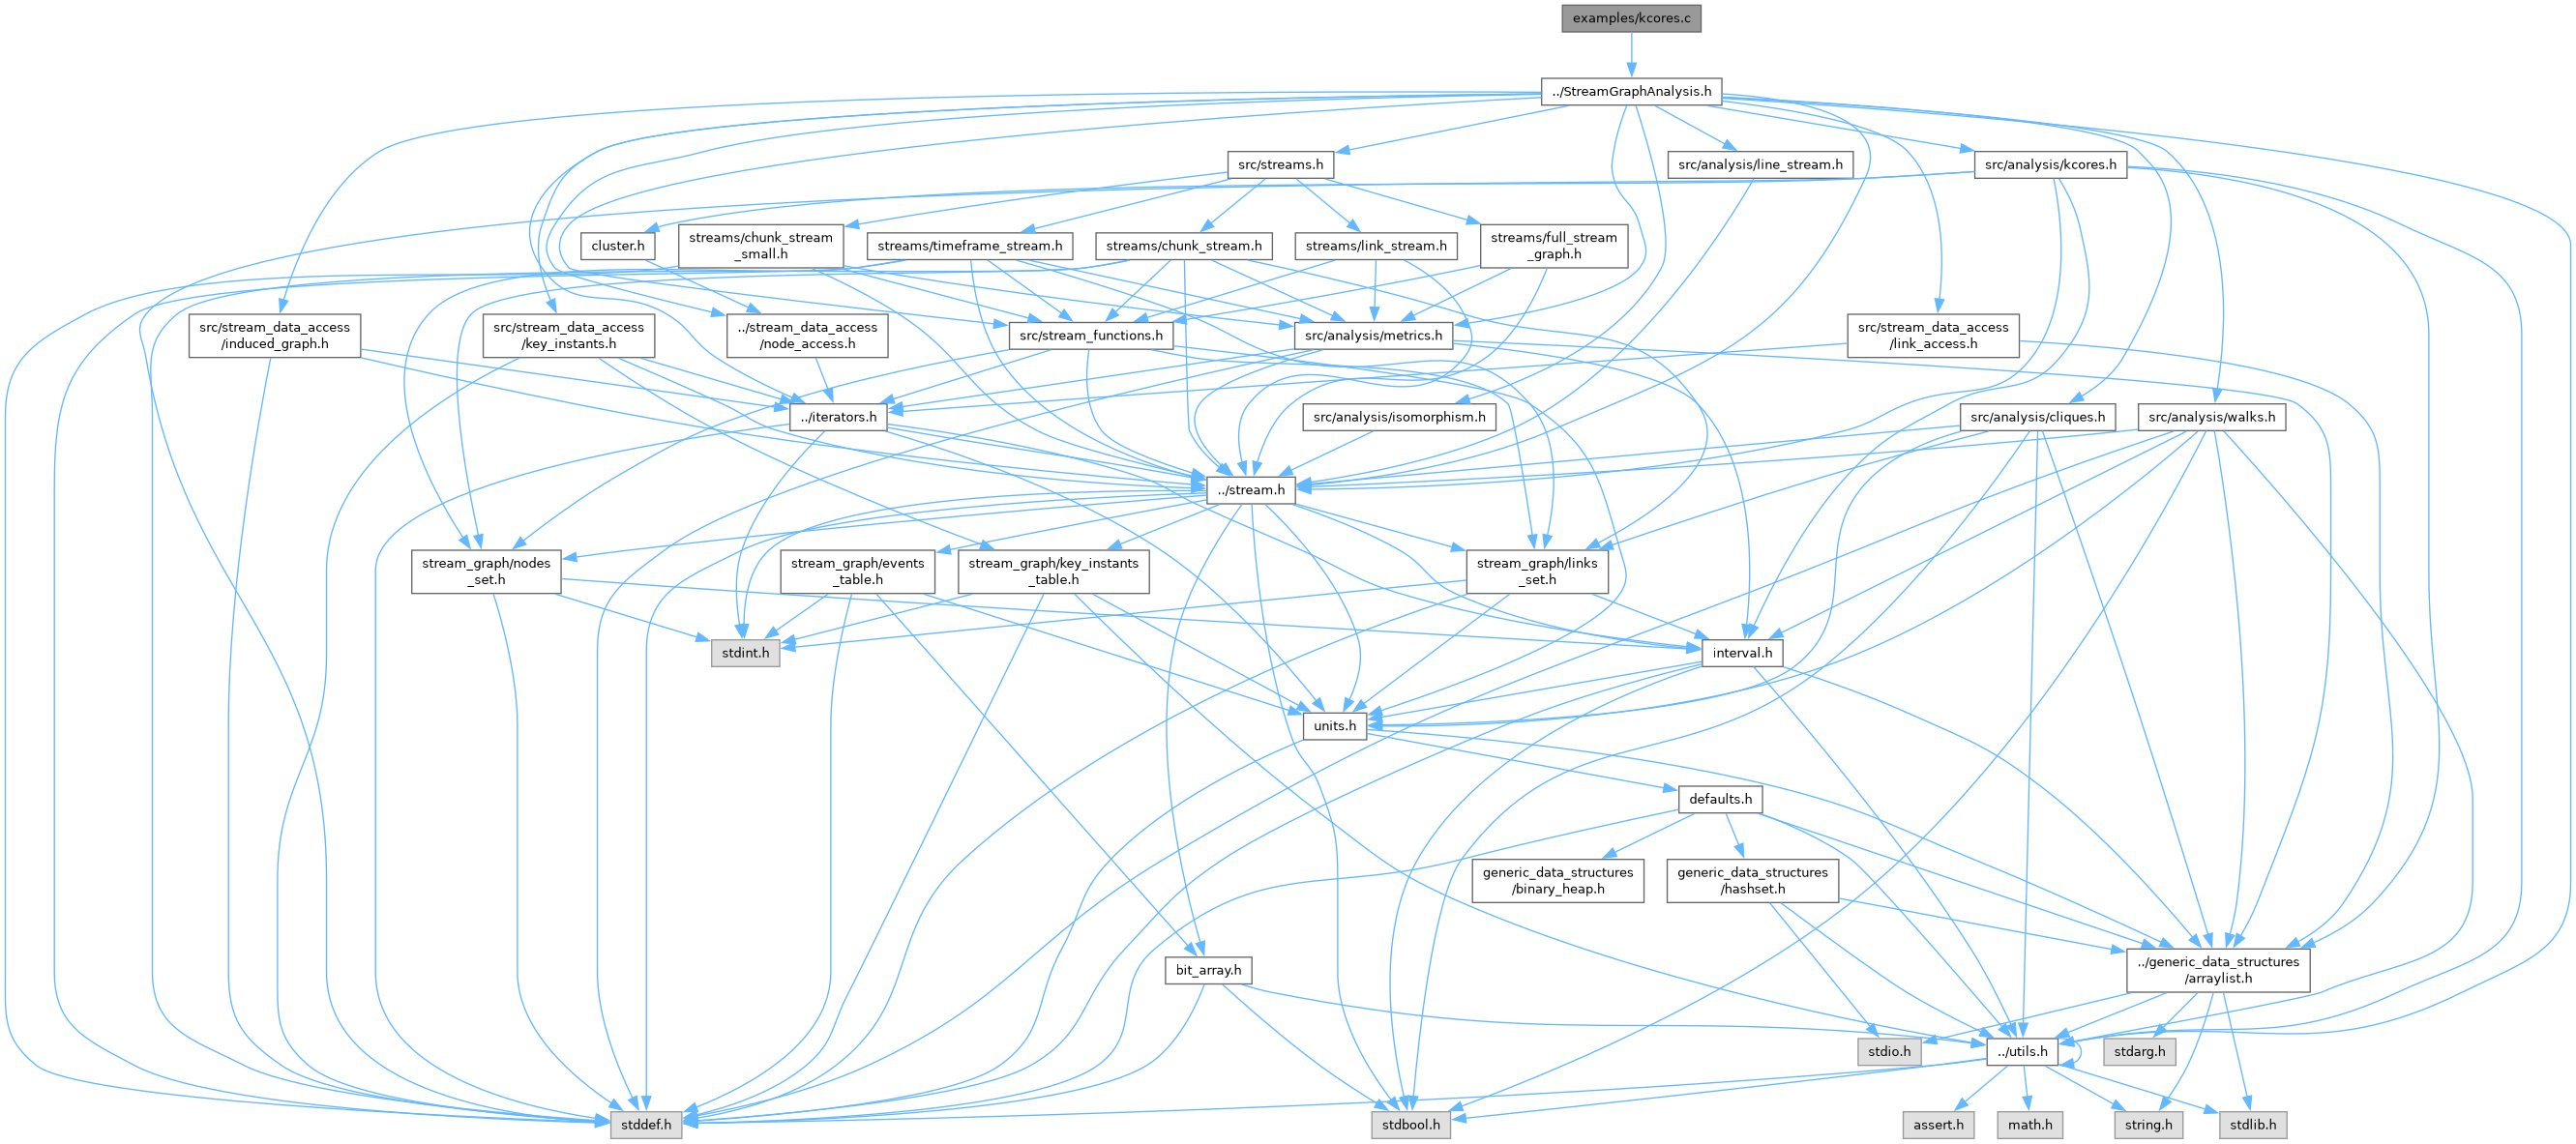 examples/kcores.c
../StreamGraphAnalysis.h
src/streams.h
src/analysis/line_stream.h
src/analysis/kcores.h
cluster.h
streams/chunk_stream
_small.h
streams/timeframe_stream.h
streams/chunk_stream.h
streams/link_stream.h
streams/full_stream
_graph.h
src/stream_data_access
/induced_graph.h
src/stream_data_access
/key_instants.h
../stream_data_access
/node_access.h
src/stream_functions.h
src/analysis/metrics.h
src/stream_data_access
/link_access.h
../iterators.h
src/analysis/isomorphism.h
src/analysis/cliques.h
src/analysis/walks.h
../stream.h
stream_graph/nodes
_set.h
stream_graph/events
_table.h
stream_graph/key_instants
_table.h
stream_graph/links
_set.h
stdint.h
interval.h
units.h
defaults.h
generic_data_structures
/binary_heap.h
generic_data_structures
/hashset.h
bit_array.h
../generic_data_structures
/arraylist.h
stdio.h
../utils.h
stdarg.h
stddef.h
stdbool.h
assert.h
math.h
string.h
stdlib.h